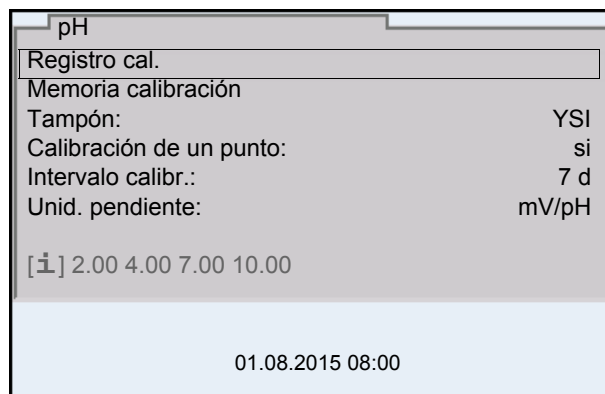 pH
Registro cal.
Memoria calibración
Tampón: YSI
Calibración de un punto: si
Intervalo calibr.: 7 d
Unid. pendiente: mV/pH
[i] 2.00 4.00 7.00 10.00
01.08.2015 08:00